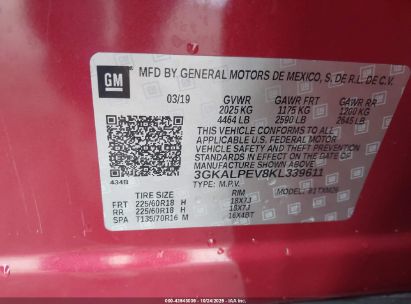 GM
MFD BY GENERAL MOTORS DE MEXICO, S. DE R.L. DE C.V.
03/19 GVWR GAWR FRT GAWR RR
2025 KG 1175 KG 1200 KG
4464 LB 2590 LB 2645 LB
THIS VEHICLE CONFORMS TO ALL
APPLICABLE U.S. FEDERAL MOTOR
VEHICLE SAFETY AND THEFT
PREVENTION STANDARDS IN EFFECT
ON THE DATE OF MANUFACTURE
SHOWN ABOVE.
3GKALPEV8KL339611
434B TYPE: M.P.V. MODEL:
TIRE SIZE RIM
FRT 225/60R18 H 18X7J
RR 225/60R18 H 18X7J
SPA T135/70R16 M 16X4BT